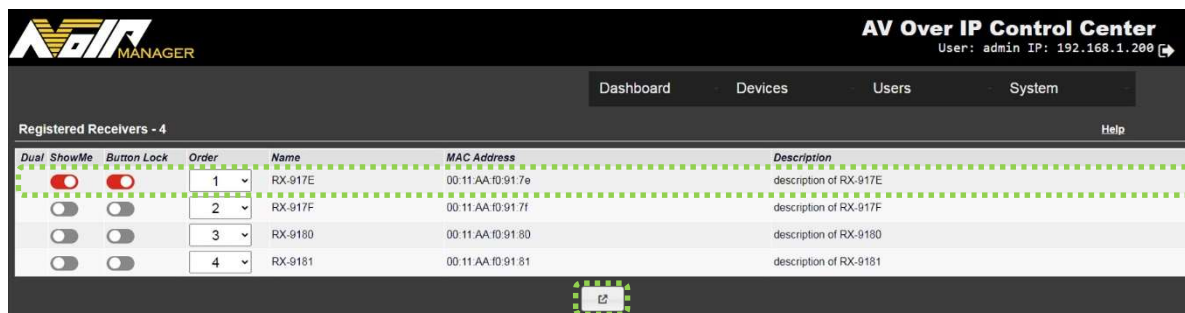 AVoIP MANAGER
AV Over IP Control Center
User: admin IP: 192.168.1.200
Dashboard Devices Users System
Registered Receivers - 4 Help
Dual ShowMe Button Lock Order Name MAC Address Description
1 RX-917E 00:11:AA:f0:91:7e description of RX-917E
2 RX-917F 00:11:AA:f0:91:7f description of RX-917F
3 RX-9180 00:11:AA:f0:91:80 description of RX-9180
4 RX-9181 00:11:AA:f0:91:81 description of RX-9181